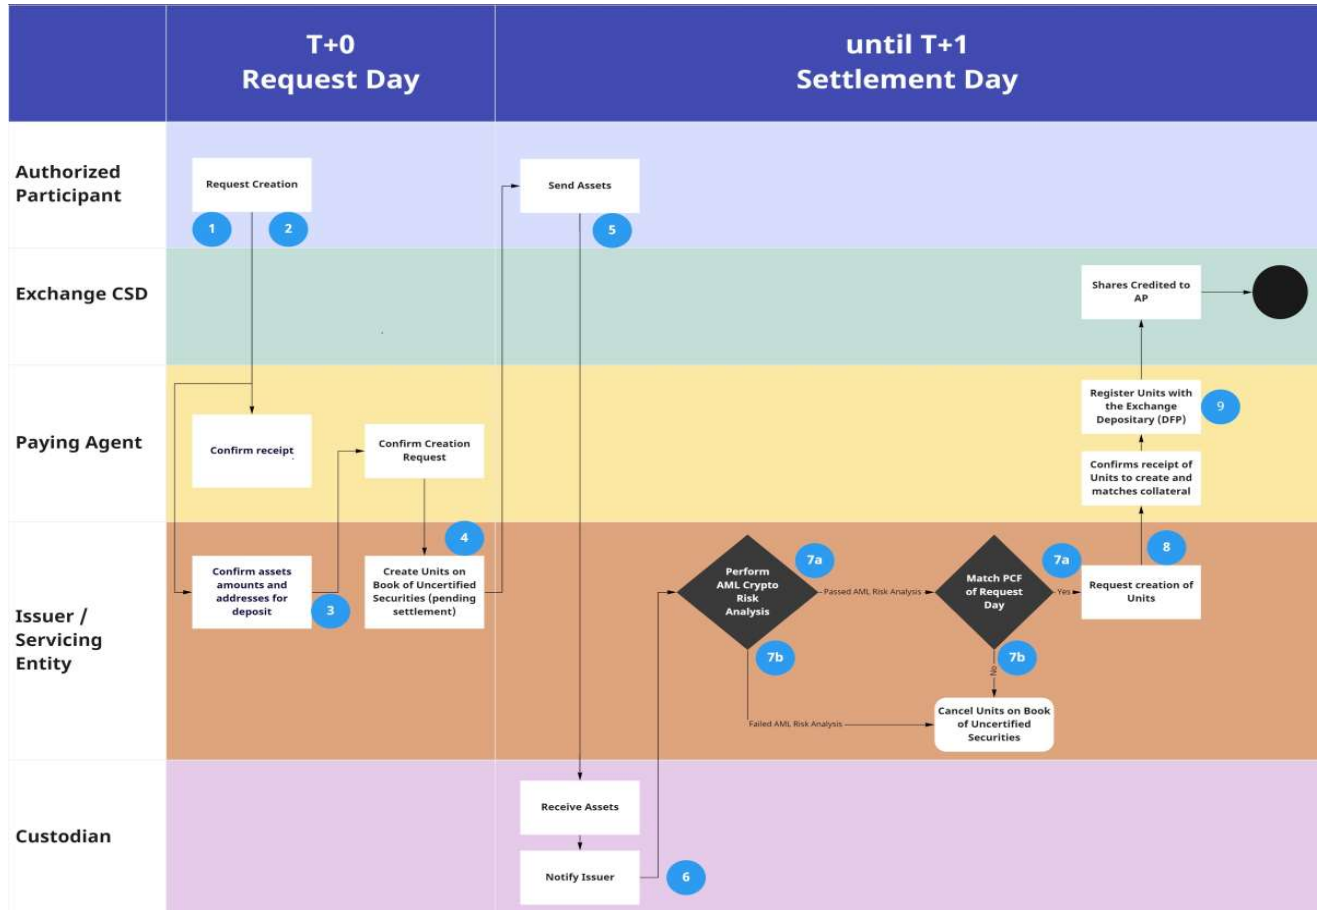 T+0
Request Day
until T+1
Settlement Day
Authorized
Participant
Request Creation
1
2
Send Assets
5
Exchange CSD
Shares Credited to
AP
Paying Agent
Confirm receipt
Confirm Creation
Request
Register Units with
the Exchange
Depositary (DFP)
9
Confirms receipt of
Units to create and
matches collateral
Issuer /
Servicing
Entity
Confirm assets
amounts and
addresses for
deposit
3
4
Create Units on
Book of Uncertified
Securities (pending
settlement)
Perform
AML Crypto
Risk
Analysis
7a
7b
Passed AML Risk Analysis
Match PCF
of Request
Day
7a
7b
Yes
No
8
Request creation of
Units
Failed AML Risk Analysis
Cancel Units on Book
of Uncertified
Securities
Custodian
Receive Assets
Notify Issuer
6